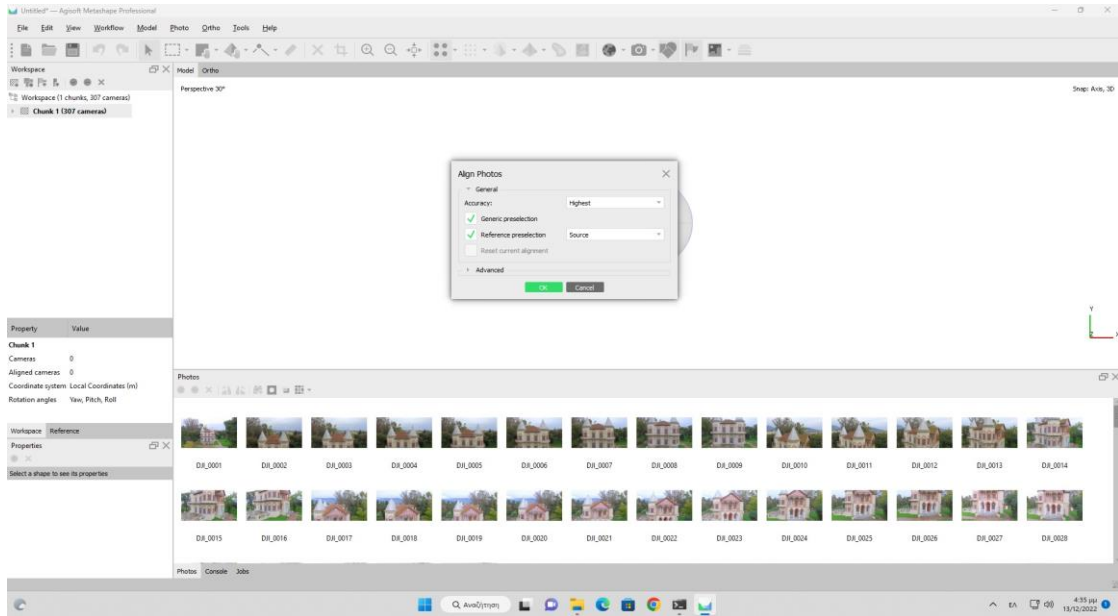 Untitled* — Agisoft Metashape Professional
File Edit View Workflow Model Photo Ortho Tools Help
Workspace
Model Ortho
Workspace (1 chunks, 307 cameras)
Chunk 1 (307 cameras)
Perspective 30°
Snap: Axis, 3D
Align Photos
General
Accuracy: Highest
Generic preselection
Reference preselection Source
Reset current alignment
Advanced
OK Cancel
Y
X
Property Value
Chunk 1
Cameras 0
Aligned cameras 0
Coordinate system Local Coordinates (m)
Rotation angles Yaw, Pitch, Roll
Workspace Reference
Properties
Select a shape to see its properties
Photos
DJI_0001 DJI_0002 DJI_0003 DJI_0004 DJI_0005 DJI_0006 DJI_0007 DJI_0008 DJI_0009 DJI_0010 DJI_0011 DJI_0012 DJI_0013 DJI_0014
DJI_0015 DJI_0016 DJI_0017 DJI_0018 DJI_0019 DJI_0020 DJI_0021 DJI_0022 DJI_0023 DJI_0024 DJI_0025 DJI_0026 DJI_0027 DJI_0028
Photos Console Jobs
Αναζήτηση
ΕΛ
4:35 μμ
13/12/2022